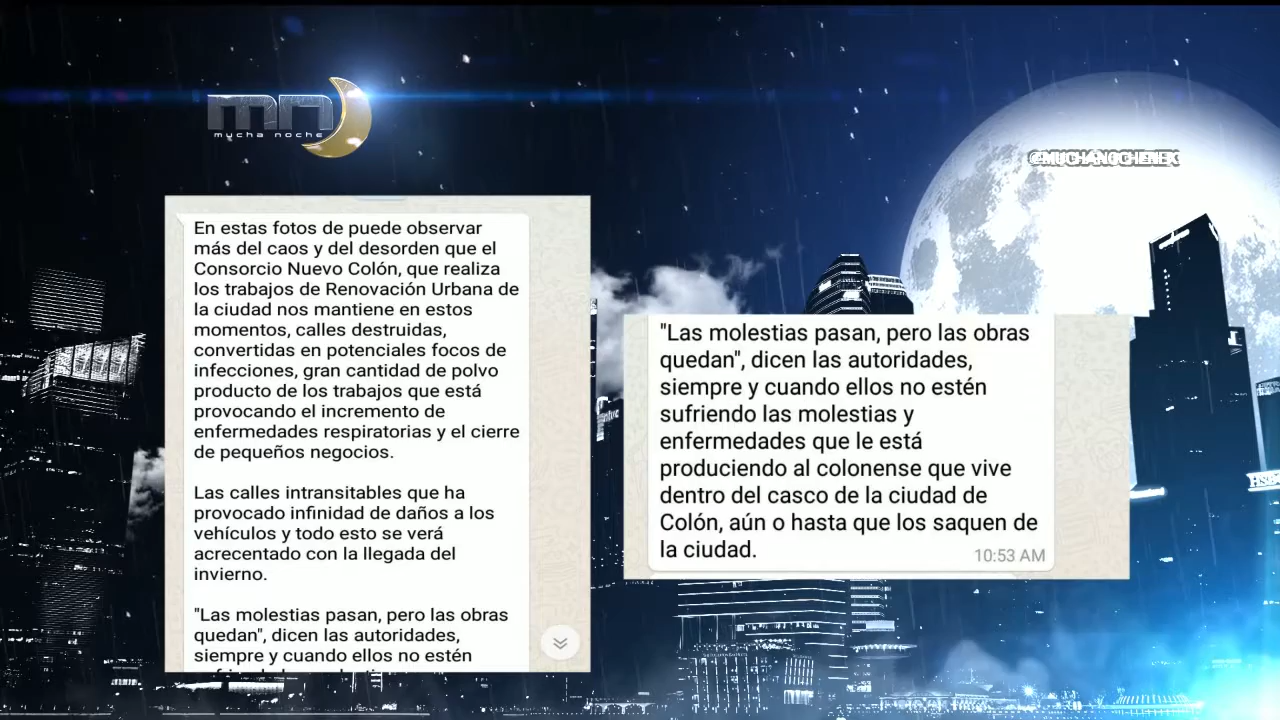 mn
mucha noche
En estas fotos de puede observar
más del caos y del desorden que el
Consorcio Nuevo Colón, que realiza
los trabajos de Renovación Urbana de
la ciudad nos mantiene en estos
momentos, calles destruidas,
convertidas en potenciales focos de
infecciones, gran cantidad de polvo
producto de los trabajos que está
provocando el incremento de
enfermedades respiratorias y el cierre
de pequeños negocios.
Las calles intransitables que ha
provocado infinidad de daños a los
vehículos y todo esto se verá
acrecentado con la llegada del
invierno.
"Las molestias pasan, pero las obras
quedan", dicen las autoridades,
siempre y cuando ellos no estén
"Las molestias pasan, pero las obras
quedan", dicen las autoridades,
siempre y cuando ellos no estén
sufriendo las molestias y
enfermedades que le está
produciendo al colonense que vive
dentro del casco de la ciudad de
Colón, aún o hasta que los saquen de
la ciudad.
10:53 AM